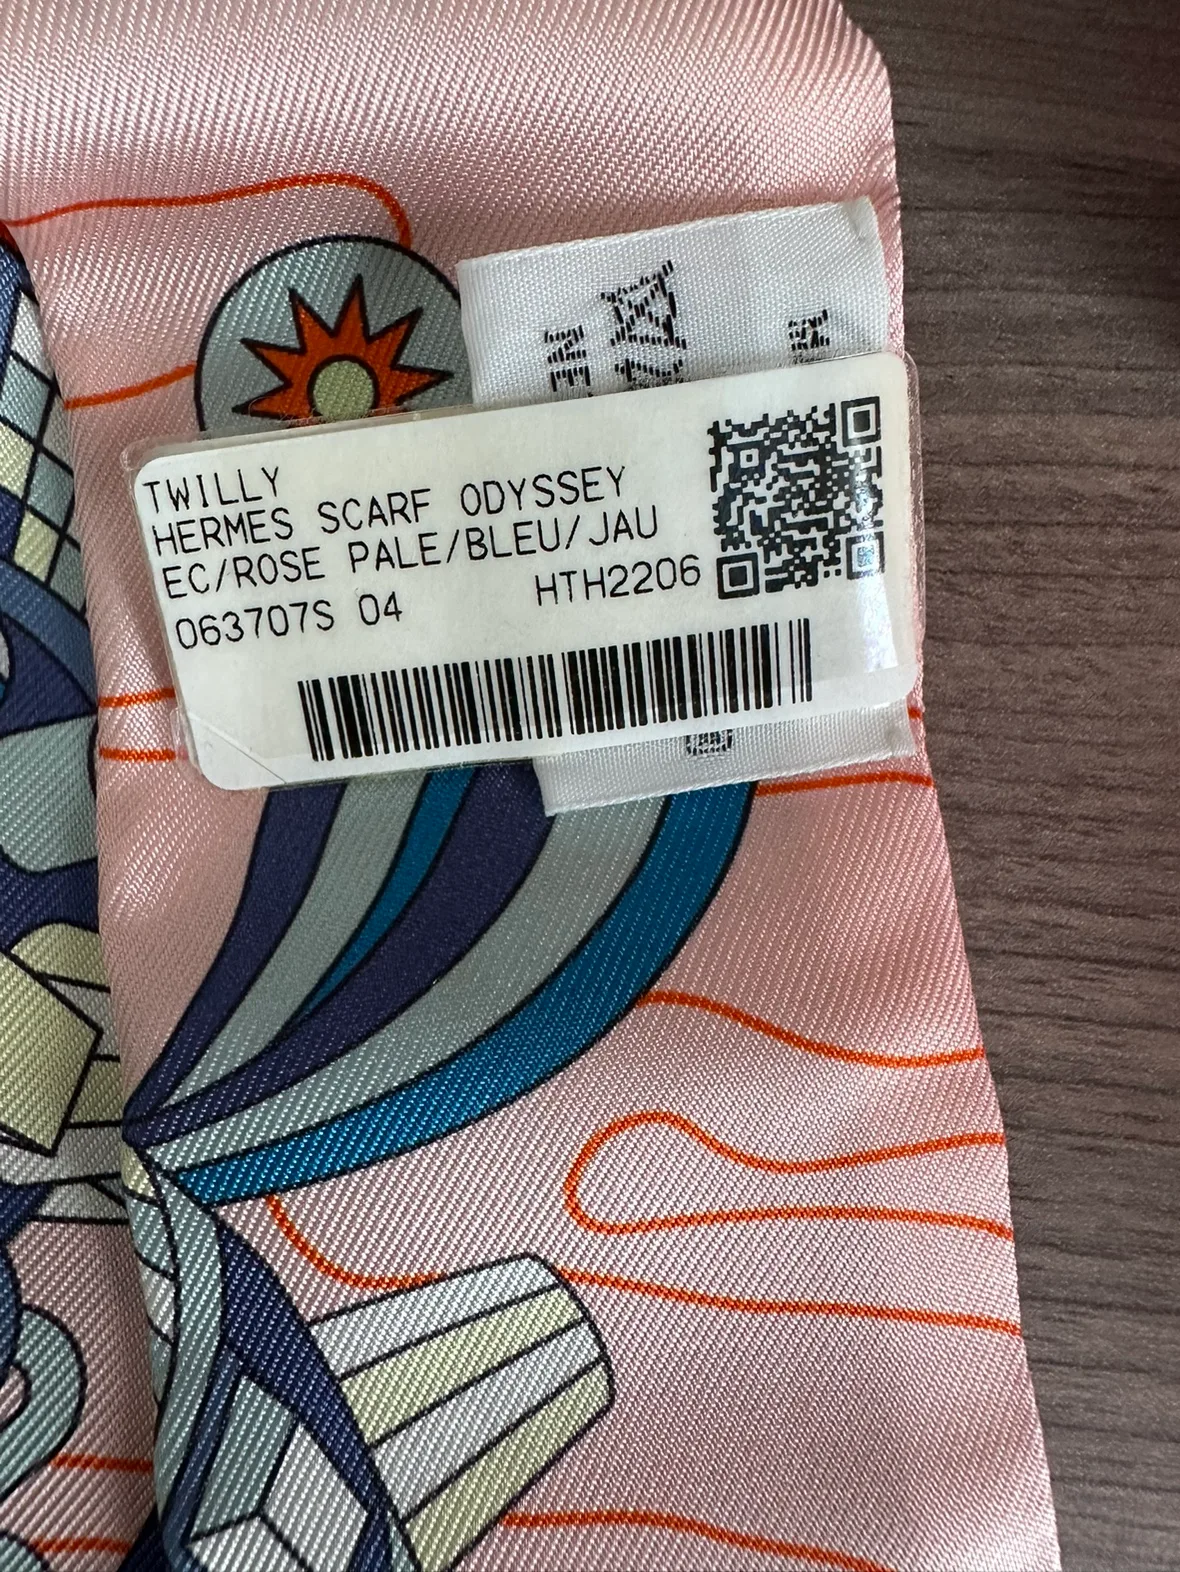 TWILLY
HERMES SCARF ODYSSEY
EC/ROSE PALE/BLEU/JAU
063707S 04 HTH2206